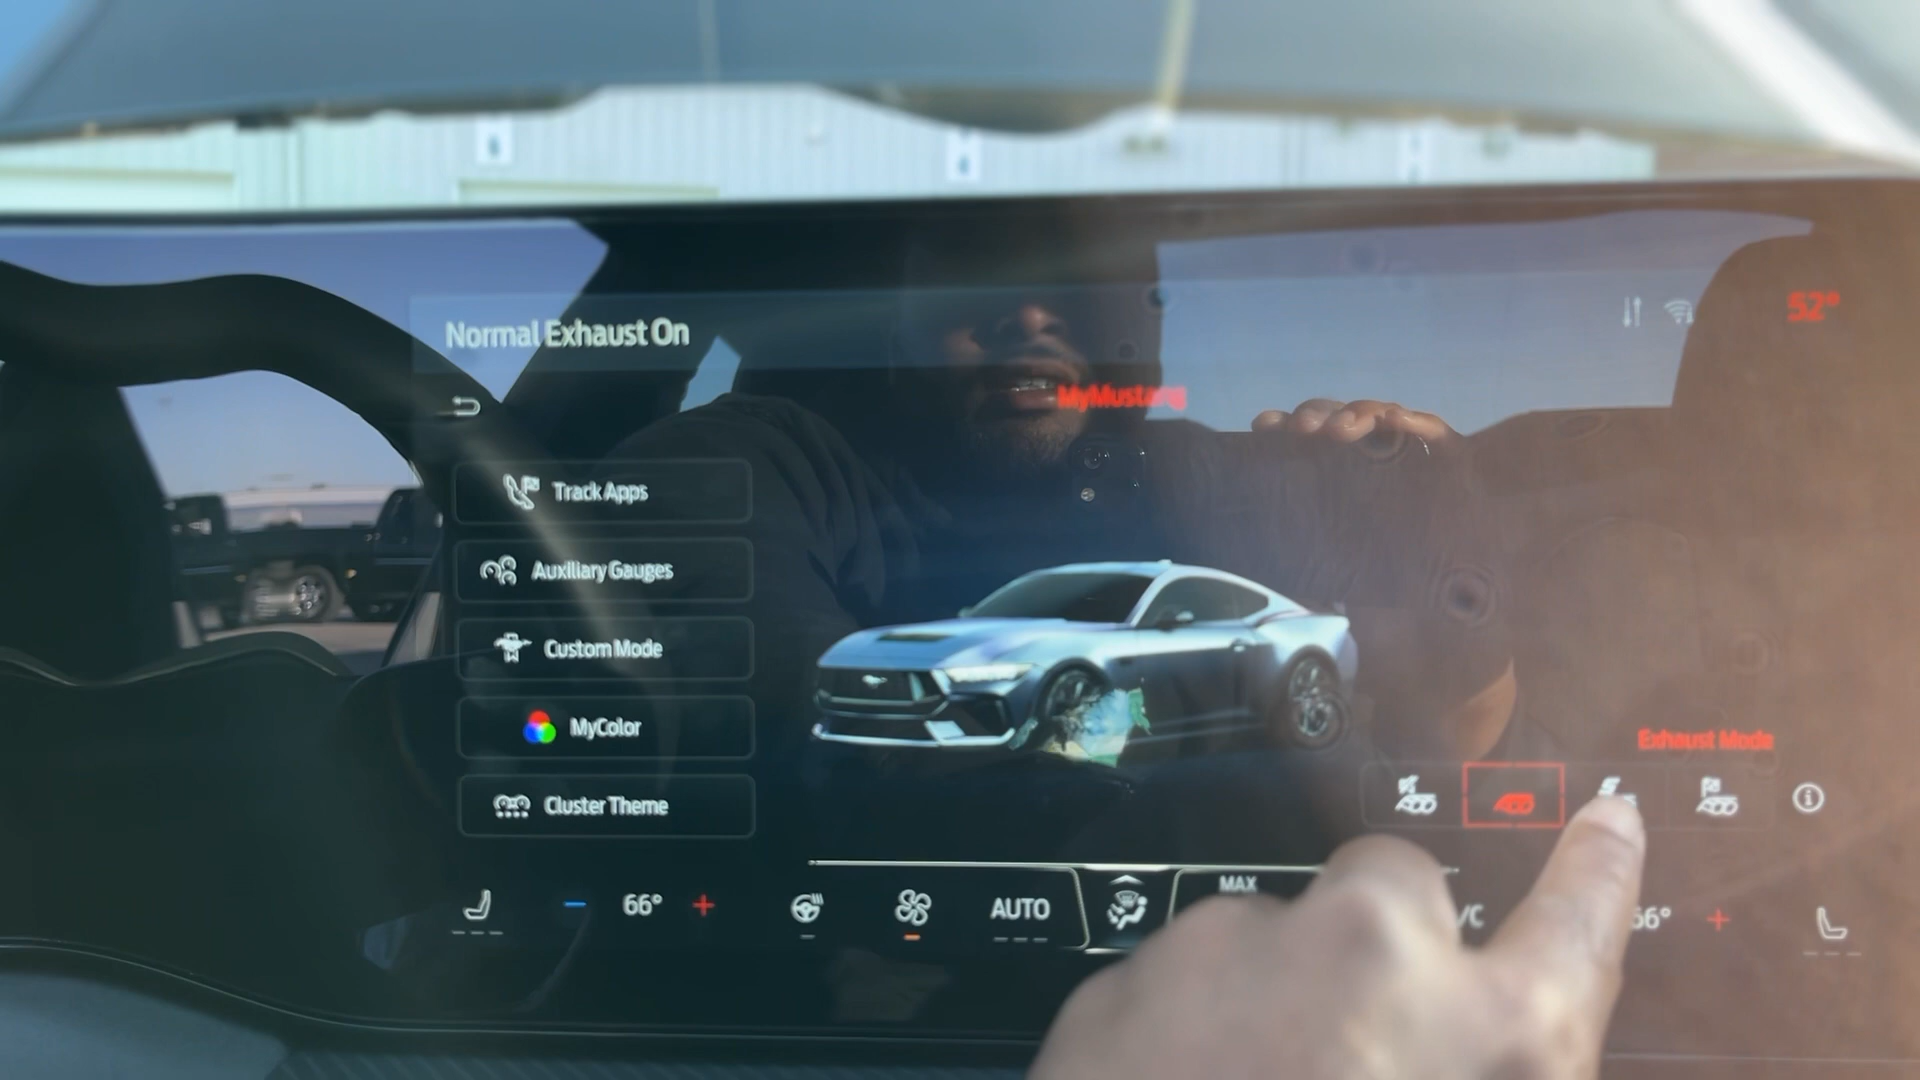 Normal Exhaust On
52°
MyMustang
Track Apps
Auxiliary Gauges
Custom Mode
MyColor
Cluster Theme
Exhaust Mode
66°
AUTO
MAX
66°